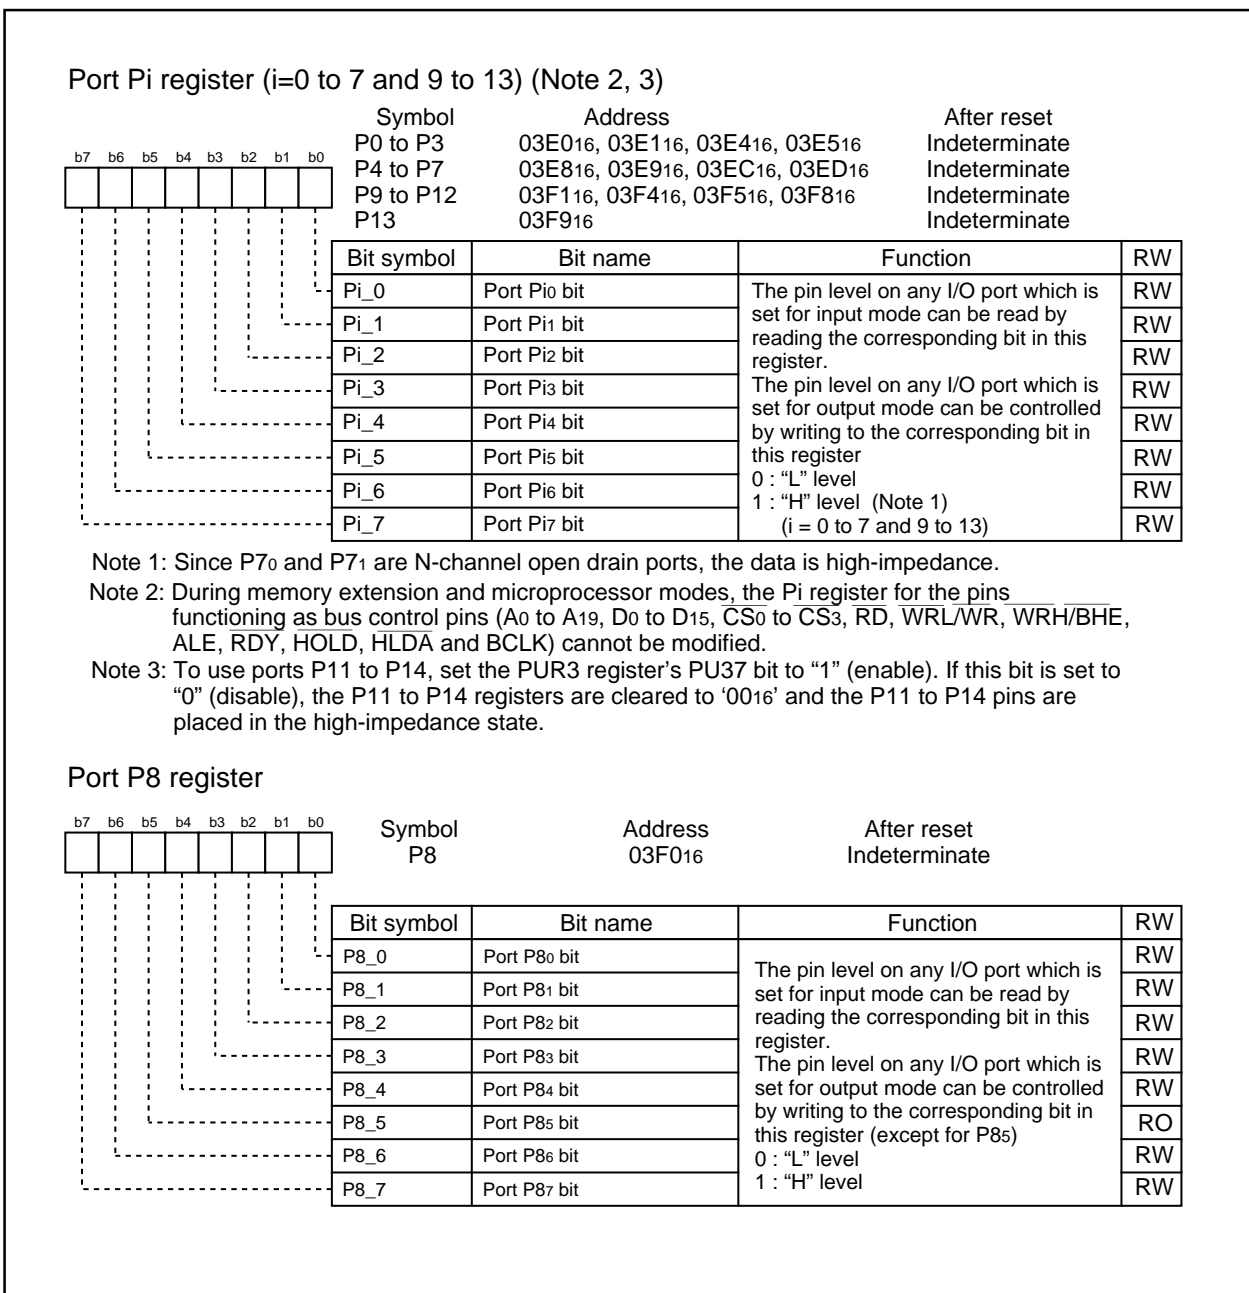 Port Pi register (i=0 to 7 and 9 to 13) (Note 2, 3)
Symbol Address After reset
P0 to P3 03E016, 03E116, 03E416, 03E516 Indeterminate
P4 to P7 03E816, 03E916, 03EC16, 03ED16 Indeterminate
P9 to P12 03F116, 03F416, 03F516, 03F816 Indeterminate
P13 03F916 Indeterminate
b7 b6 b5 b4 b3 b2 b1 b0
Bit symbol Bit name Function RW
Pi_0 Port Pi0 bit RW
Pi_1 Port Pi1 bit RW
Pi_2 Port Pi2 bit RW
Pi_3 Port Pi3 bit RW
Pi_4 Port Pi4 bit RW
Pi_5 Port Pi5 bit RW
Pi_6 Port Pi6 bit RW
Pi_7 Port Pi7 bit RW
The pin level on any I/O port which is
set for input mode can be read by
reading the corresponding bit in this
register.
The pin level on any I/O port which is
set for output mode can be controlled
by writing to the corresponding bit in
this register
0 : “L” level
1 : “H” level (Note 1)
(i = 0 to 7 and 9 to 13)
Note 1: Since P70 and P71 are N-channel open drain ports, the data is high-impedance.
Note 2: During memory extension and microprocessor modes, the Pi register for the pins
functioning as bus control pins (A0 to A19, D0 to D15, CS0 to CS3, RD, WRL/WR, WRH/BHE,
ALE, RDY, HOLD, HLDA and BCLK) cannot be modified.
Note 3: To use ports P11 to P14, set the PUR3 register’s PU37 bit to “1” (enable). If this bit is set to
“0” (disable), the P11 to P14 registers are cleared to ‘0016’ and the P11 to P14 pins are
placed in the high-impedance state.
Port P8 register
b7 b6 b5 b4 b3 b2 b1 b0
Symbol Address After reset
P8 03F016 Indeterminate
Bit symbol Bit name Function RW
P8_0 Port P80 bit RW
P8_1 Port P81 bit RW
P8_2 Port P82 bit RW
P8_3 Port P83 bit RW
P8_4 Port P84 bit RW
P8_5 Port P85 bit RO
P8_6 Port P86 bit RW
P8_7 Port P87 bit RW
The pin level on any I/O port which is
set for input mode can be read by
reading the corresponding bit in this
register.
The pin level on any I/O port which is
set for output mode can be controlled
by writing to the corresponding bit in
this register (except for P85)
0 : “L” level
1 : “H” level